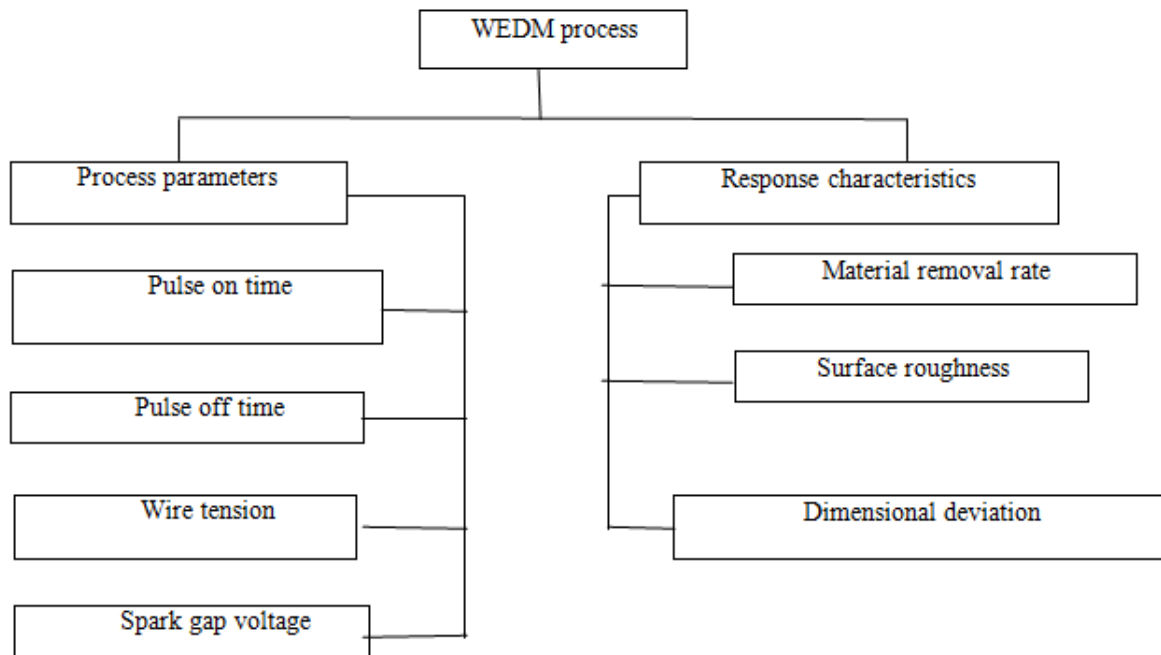 WEDM process
Process parameters
Response characteristics
Pulse on time
Material removal rate
Surface roughness
Pulse off time
Wire tension
Dimensional deviation
Spark gap voltage